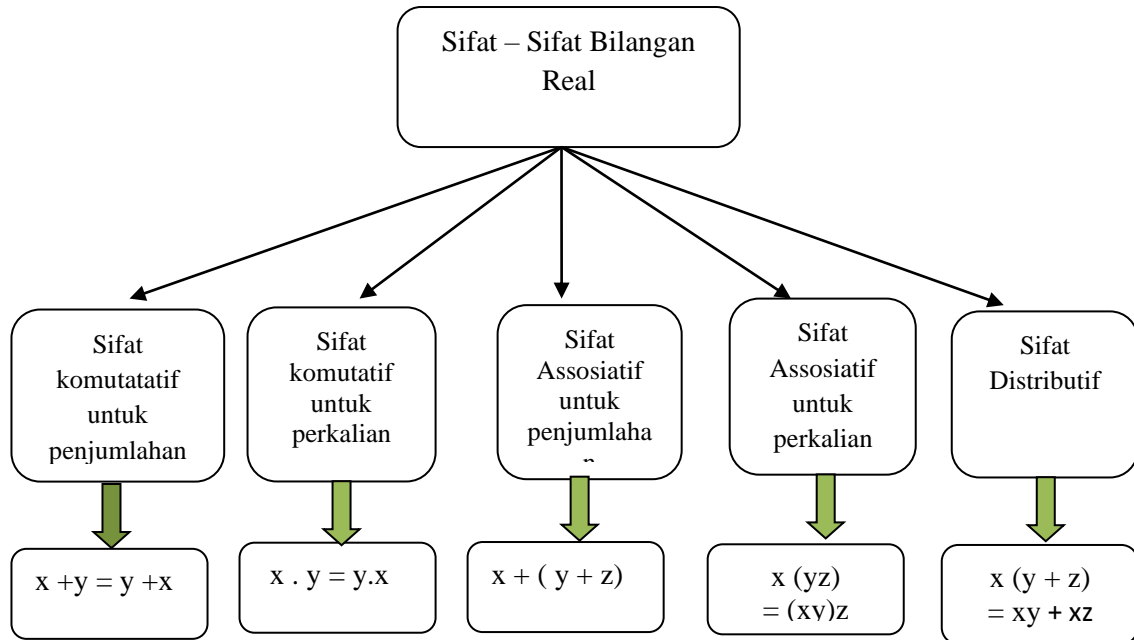 Sifat – Sifat Bilangan
Real
Sifat
komutatatif
untuk
penjumlahan
Sifat
komutatif
untuk
perkalian
Sifat
Assosiatif
untuk
penjumlaha
n
Sifat
Assosiatif
untuk
perkalian
Sifat
Distributif
x +y = y +x
x . y = y.x
x + ( y + z)
x (yz)
= (xy)z
x (y + z)
= xy + xz